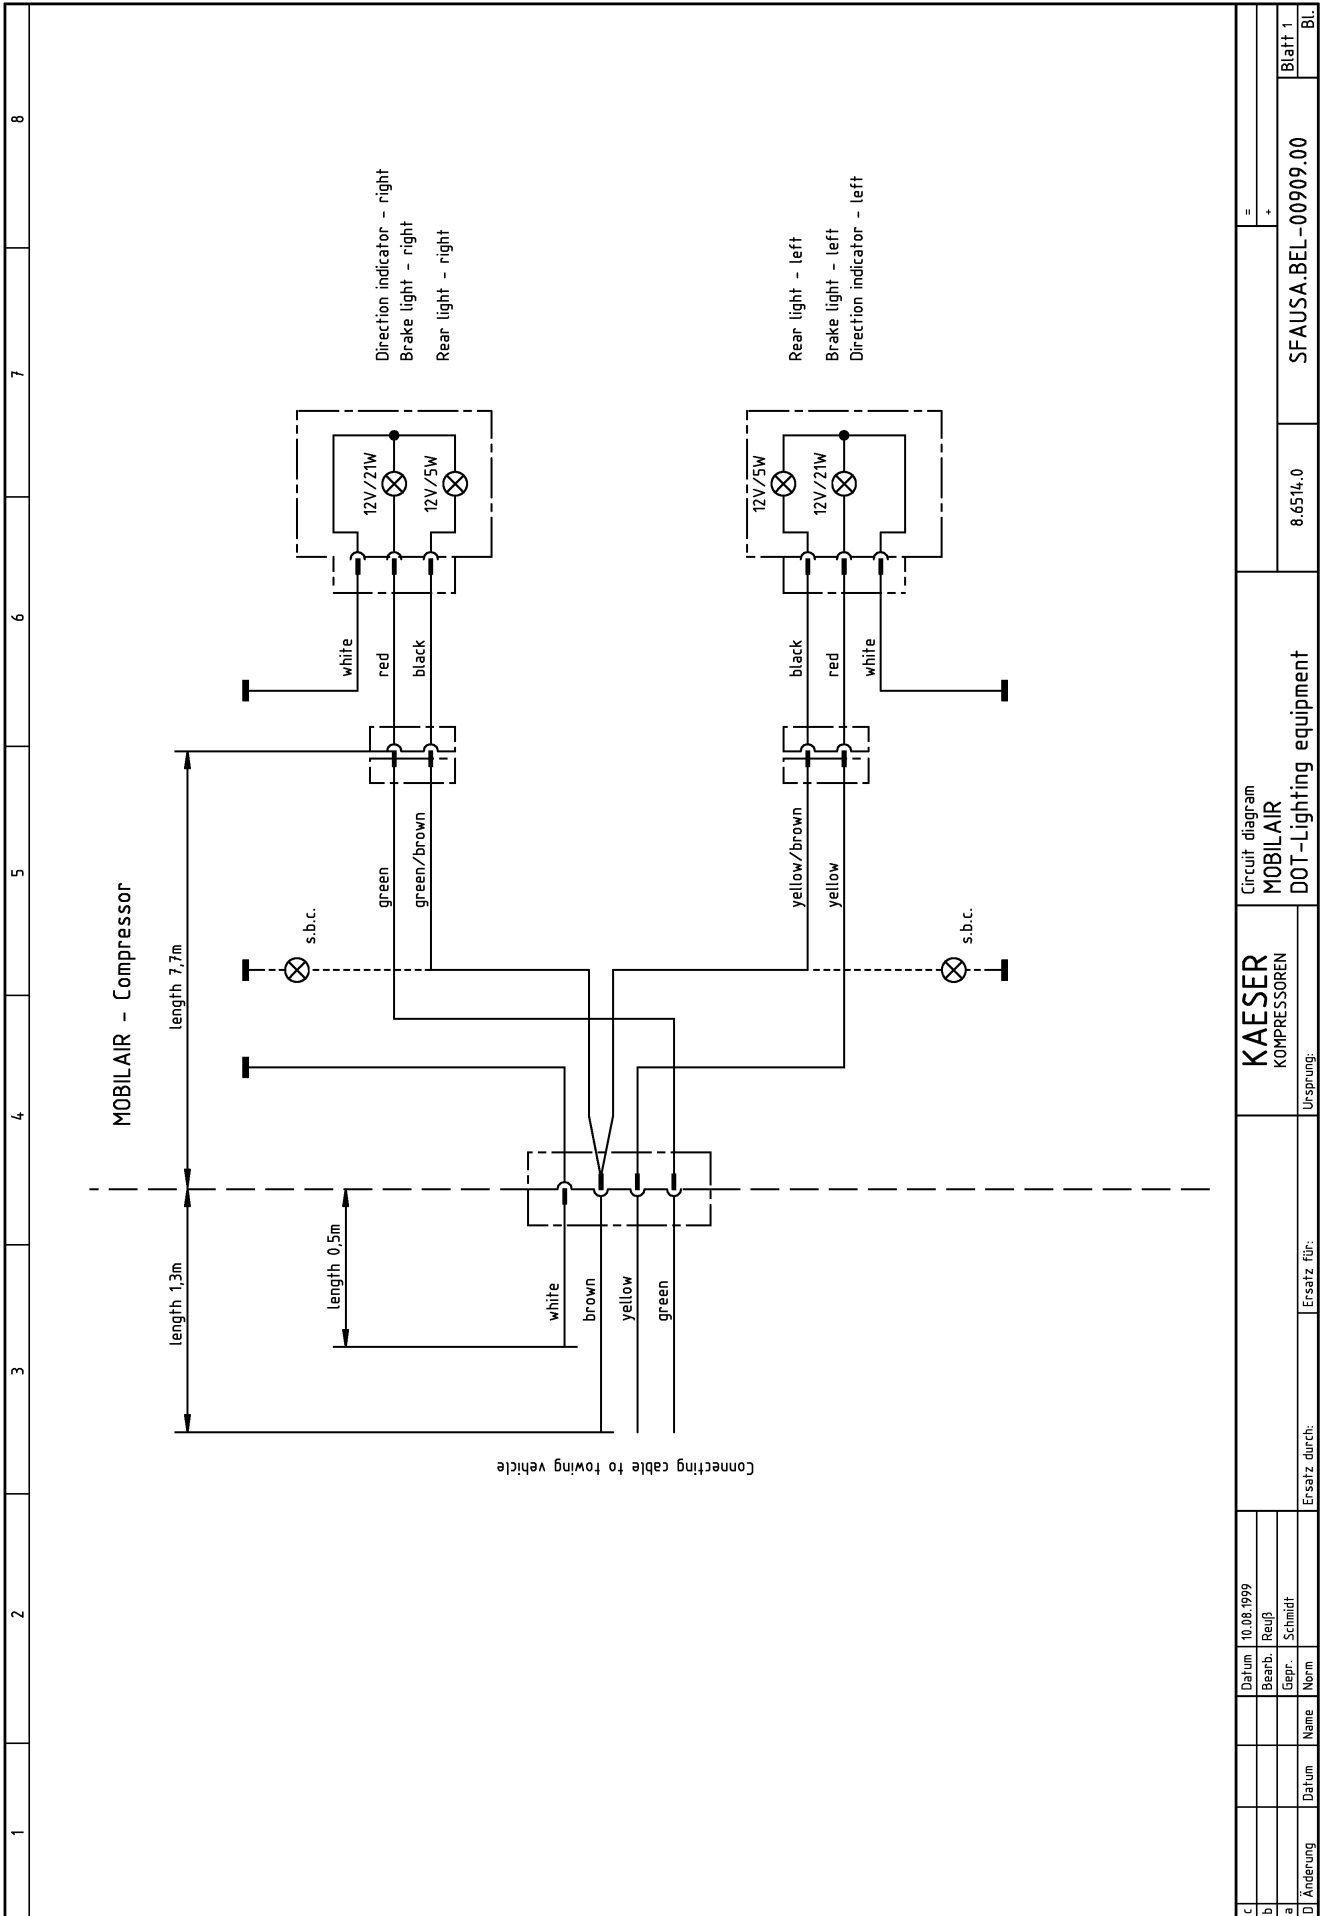 1
2
3
4
5
6
7
8
MOBILAIR - Compressor
length 1,3m
length 7,7m
length 0,5m
Connecting cable to towing vehicle
white
brown
yellow
green
s.b.c.
green
green/brown
yellow/brown
yellow
s.b.c.
white
red
black
black
red
white
12V/21W
12V/5W
12V/5W
12V/21W
Direction indicator - right
Brake light - right
Rear light - right
Rear light - left
Brake light - left
Direction indicator - left
c
b
a
D
Änderung
Datum
Name
Datum 10.08.1999
Bearb. Reuß
Gepr. Schmidt
Norm
Ersatz durch:
Ersatz für:
Ursprung:
KAESER
KOMPRESSOREN
Circuit diagram
MOBILAIR
DOT-Lighting equipment
8.6514.0
=
+
SFAUSA.BEL-00909.00
Blatt 1
Bl.